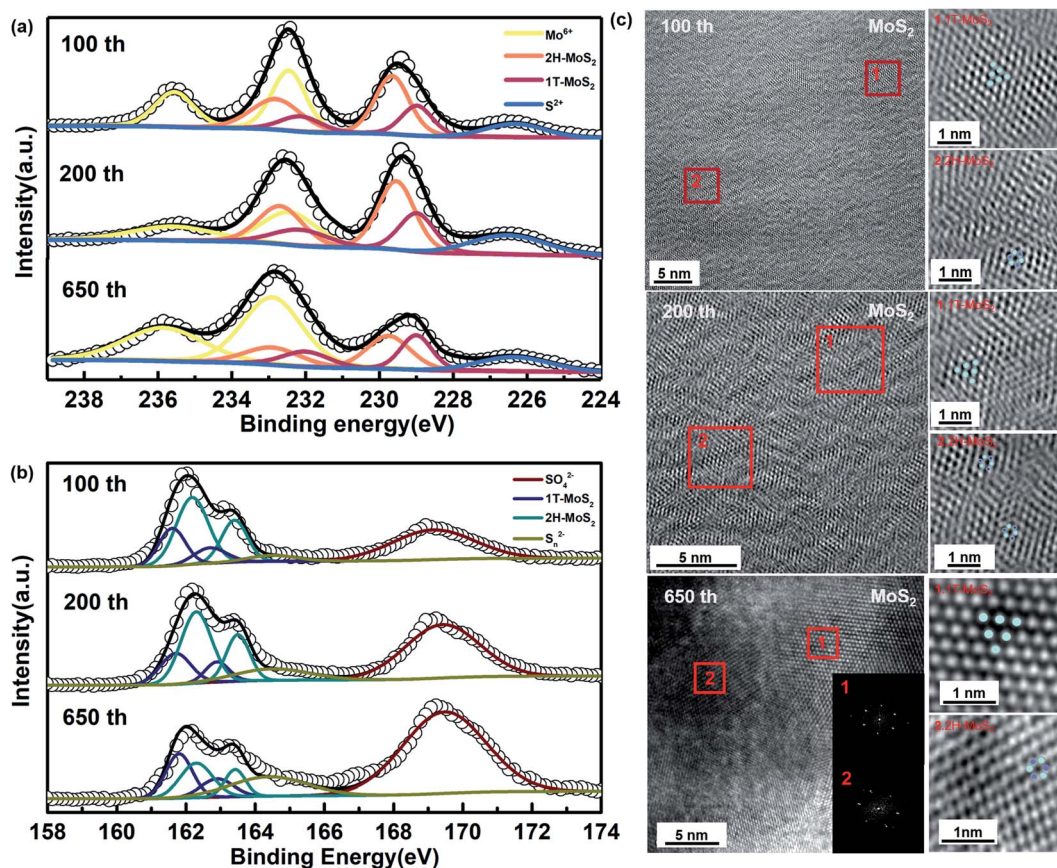 (a)
100 th
Mo⁶⁺
2H-MoS₂
1T-MoS₂
S²⁺
200 th
650 th
Intensity(a.u.)
238 236 234 232 230 228 226 224
Binding energy(eV)
(b)
100 th
SO₄²⁻
1T-MoS₂
2H-MoS₂
Sₙ²⁻
200 th
650 th
Intensity(a.u.)
158 160 162 164 166 168 170 172 174
Binding Energy(eV)
(c)
100 th MoS₂
1
2
5 nm
1.1T-MoS₂
1 nm
2.2H-MoS₂
1 nm
200 th MoS₂
1
2
5 nm
1.1T-MoS₂
1 nm
2.2H-MoS₂
1 nm
650 th MoS₂
1
2
1
2
5 nm
1.1T-MoS₂
1 nm
2.2H-MoS₂
1nm